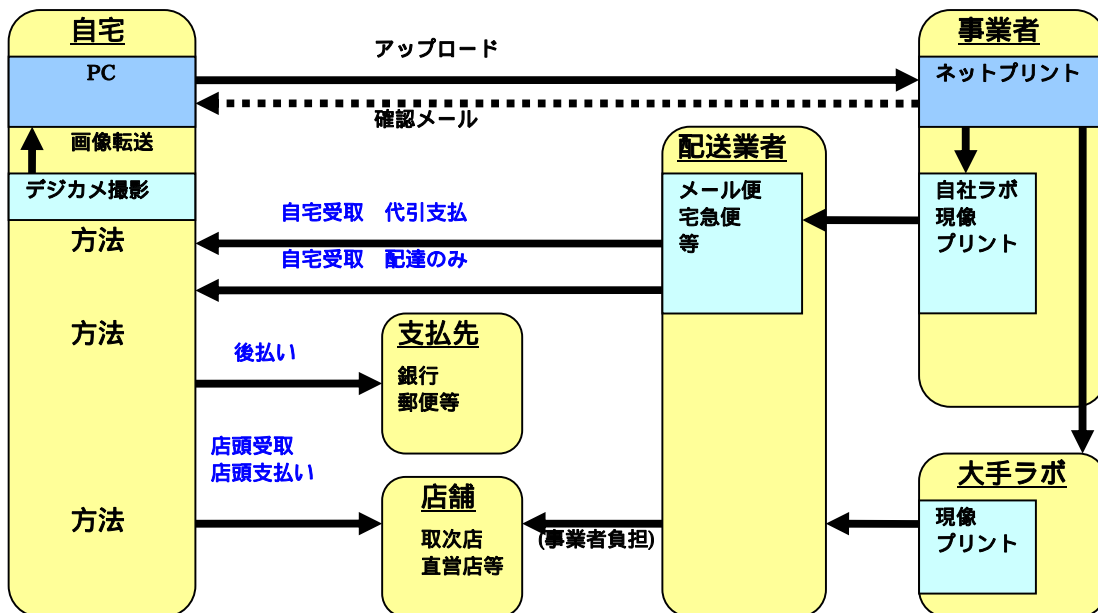 自宅
PC
画像転送
デジカメ撮影
方法
方法
方法
アップロード
確認メール
自宅受取　代引支払
自宅受取　配達のみ
後払い
店頭受取
店頭支払い
支払先
銀行
郵便等
店舗
取次店
直営店等
(事業者負担)
配送業者
メール便
宅急便
等
事業者
ネットプリント
自社ラボ
現像
プリント
大手ラボ
現像
プリント